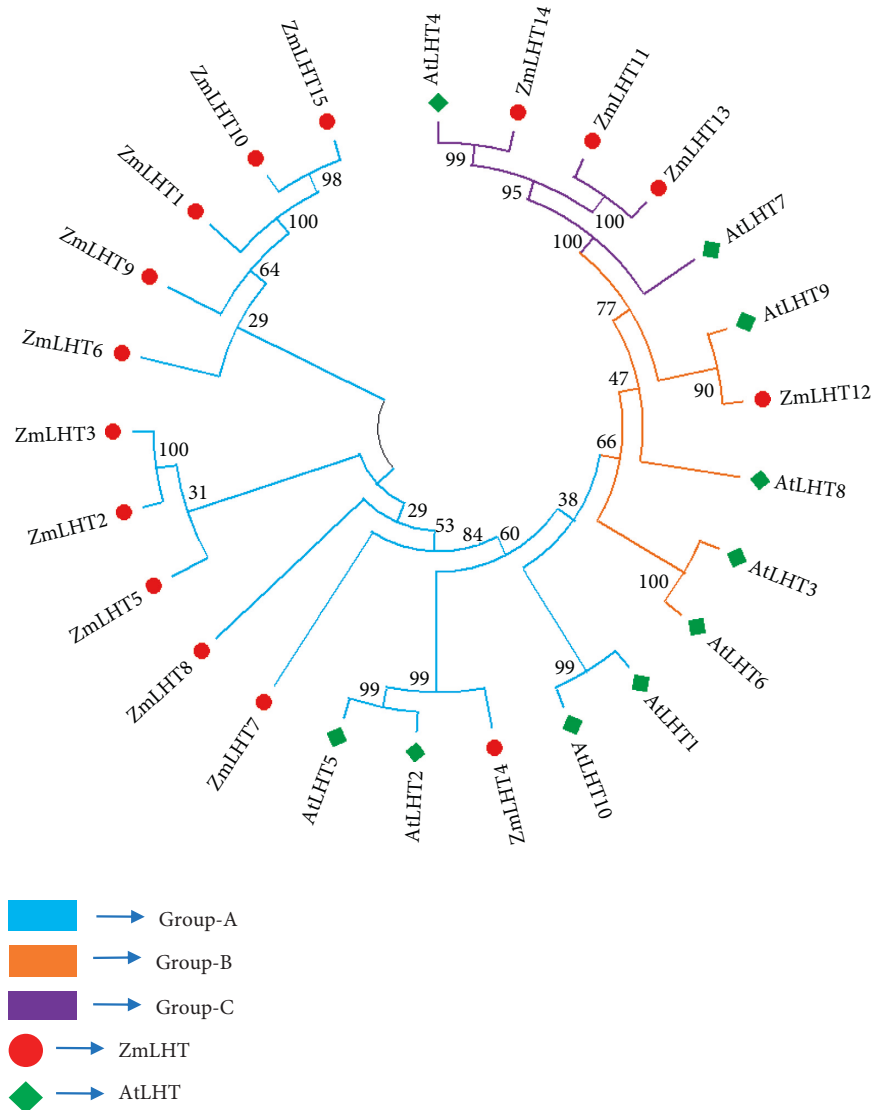 AtLHT4
ZmLHT14
ZmLHT11
ZmLHT13
AtLHT7
AtLHT9
ZmLHT12
AtLHT8
AtLHT3
AtLHT6
AtLHT1
AtLHT10
ZmLHT4
AtLHT2
AtLHT5
ZmLHT7
ZmLHT8
ZmLHT5
ZmLHT2
ZmLHT3
ZmLHT6
ZmLHT9
ZmLHT1
ZmLHT10
ZmLHT15
99
95
100
100
77
90
47
66
100
38
99
60
84
53
29
99
99
31
100
29
64
100
98
Group-A
Group-B
Group-C
ZmLHT
AtLHT